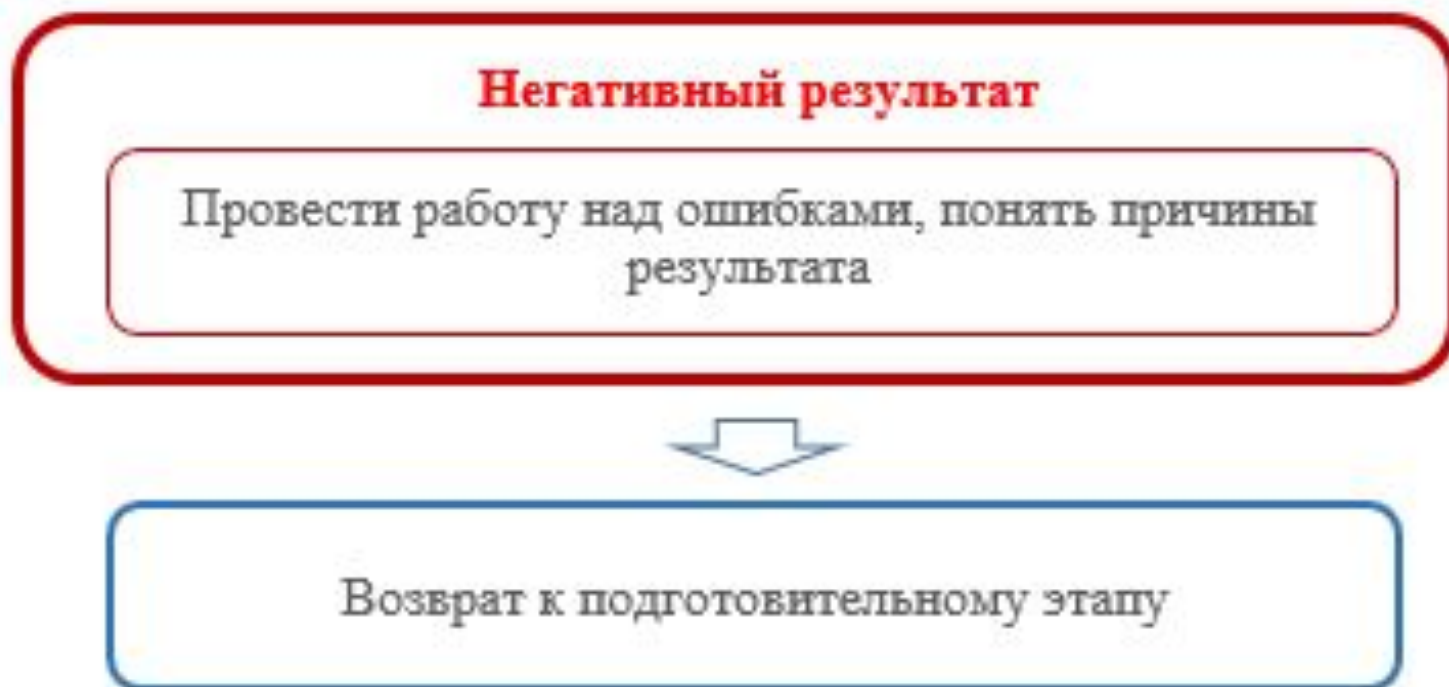 Негативный результат
Провести работу над ошибками, понять причины
результата
Возврат к подготовительному этапу